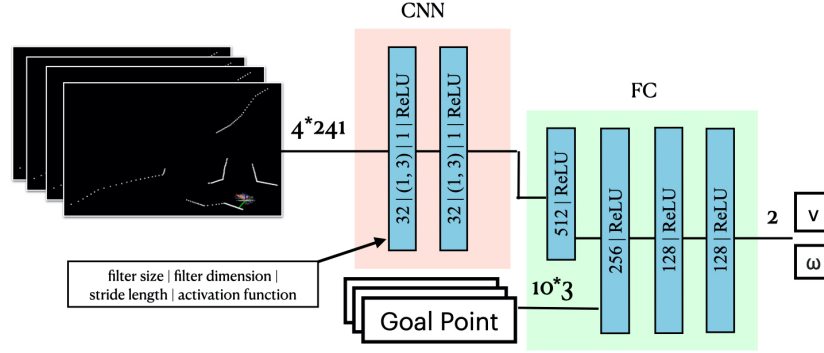 CNN
FC
4*241
32 | (1, 3) | 1 | ReLU
32 | (1, 3) | 1 | ReLU
512 | ReLU
256 | ReLU
128 | ReLU
128 | ReLU
2
v
ω
filter size | filter dimension |
stride length | activation function
10*3
Goal Point